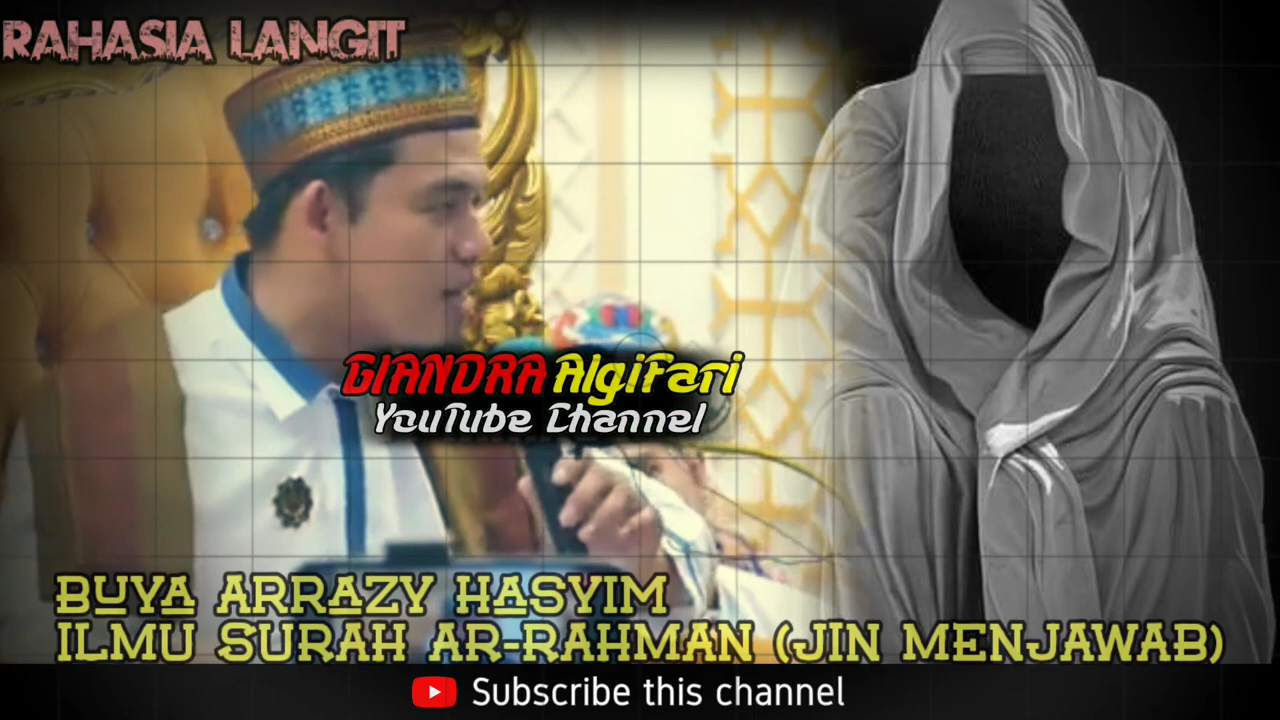 RAHASIA LANGIT
GIANDRA Algifari
YouTube Channel
BUYA ARRAZY HASYIM
ILMU SURAH AR-RAHMAN (JIN MENJAWAB)
Subscribe this channel